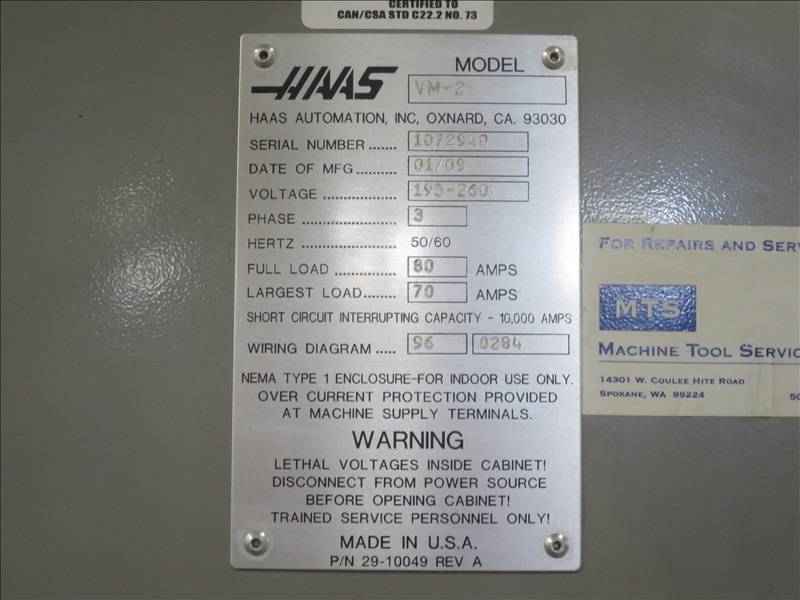 CERTIFIED TO
CAN/CSA STD C22.2 NO. 73
HAAS
MODEL
VM-2
HAAS AUTOMATION, INC, OXNARD, CA. 93030
SERIAL NUMBER ....... 1072940
DATE OF MFG.......... 01/09
VOLTAGE .................. 195-260
PHASE ....................... 3
HERTZ ....................... 50/60
FULL LOAD ............... 80 AMPS
LARGEST LOAD........ 70 AMPS
SHORT CIRCUIT INTERRUPTING CAPACITY - 10,000 AMPS
WIRING DIAGRAM ..... 96 0284
NEMA TYPE 1 ENCLOSURE-FOR INDOOR USE ONLY.
OVER CURRENT PROTECTION PROVIDED
AT MACHINE SUPPLY TERMINALS.
WARNING
LETHAL VOLTAGES INSIDE CABINET!
DISCONNECT FROM POWER SOURCE
BEFORE OPENING CABINET!
TRAINED SERVICE PERSONNEL ONLY!
MADE IN U.S.A.
P/N 29-10049 REV A
FOR REPAIRS AND SERV
MTS
MACHINE TOOL SERVIC
14301 W. COULEE HITE ROAD
SPOKANE, WA 99224
50